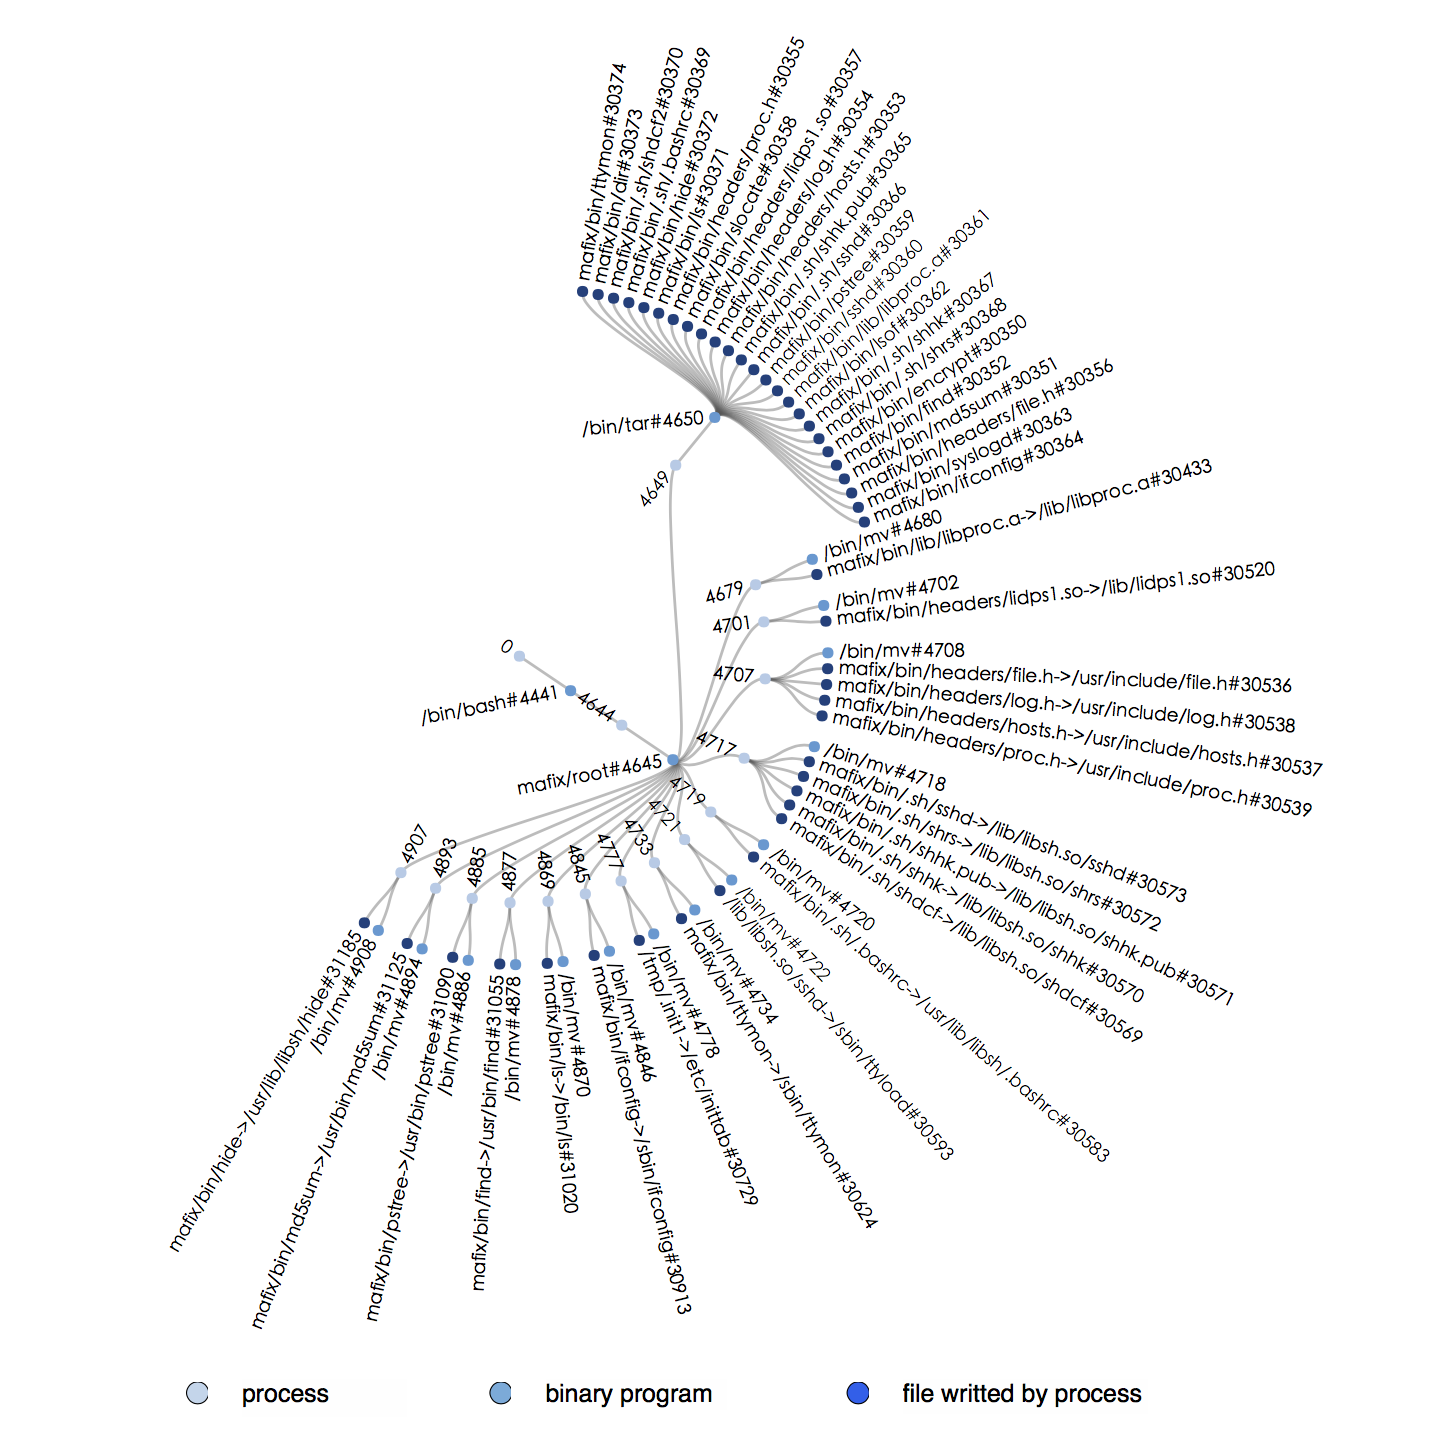 mafix/bin/ttymon#30374
mafix/bin/dir#30373
mafix/bin/.sh/shdcf2#30370
mafix/bin/.sh/.bashrc#30369
mafix/bin/hide#30372
mafix/bin/ls#30371
mafix/bin/headers/proc.h#30355
mafix/bin/slocate#30358
mafix/bin/headers/lidps1.so#30357
mafix/bin/headers/log.h#30354
mafix/bin/headers/hosts.h#30353
mafix/bin/.sh/shhk.pub#30365
mafix/bin/.sh/sshd#30366
mafix/bin/pstree#30359
mafix/bin/sshd#30360
mafix/bin/lib/libproc.a#30361
mafix/bin/lsof#30362
mafix/bin/.sh/shhk#30367
mafix/bin/.sh/shrs#30368
mafix/bin/encrypt#30350
mafix/bin/find#30352
mafix/bin/md5sum#30351
mafix/bin/headers/file.h#30356
mafix/bin/syslogd#30363
mafix/bin/ifconfig#30364
/bin/tar#4650
4649
/bin/mv#4680
mafix/bin/lib/libproc.a->/lib/libproc.a#30433
4679
/bin/mv#4702
mafix/bin/headers/lidps1.so->/lib/lidps1.so#30520
4701
/bin/mv#4708
mafix/bin/headers/file.h->/usr/include/file.h#30536
mafix/bin/headers/log.h->/usr/include/log.h#30538
mafix/bin/headers/hosts.h->/usr/include/hosts.h#30537
mafix/bin/headers/proc.h->/usr/include/proc.h#30539
4707
0
/bin/bash#4441
4644
mafix/root#4645
4717
/bin/mv#4718
mafix/bin/.sh/sshd->/lib/libsh.so/sshd#30573
mafix/bin/.sh/shrs->/lib/libsh.so/shrs#30572
mafix/bin/.sh/shhk.pub->/lib/libsh.so/shhk.pub#30571
mafix/bin/.sh/shhk->/lib/libsh.so/shhk#30570
mafix/bin/.sh/shdcf->/lib/libsh.so/shdcf#30569
4719
/bin/mv#4720
mafix/bin/.sh/.bashrc->/usr/lib/libsh/.bashrc#30583
4721
/bin/mv#4722
/lib/libsh.so/sshd->/sbin/ttyload#30593
4733
/bin/mv#4734
mafix/bin/ttymon->/sbin/ttymon#30624
4777
/bin/mv#4778
/tmp/.init1->/etc/inittab#30729
4845
/bin/mv#4846
mafix/bin/ifconfig->/sbin/ifconfig#30913
4869
/bin/mv#4870
mafix/bin/ls->/bin/ls#31020
4877
/bin/mv#4878
mafix/bin/find->/usr/bin/find#31055
4885
/bin/mv#4886
mafix/bin/pstree->/usr/bin/pstree#31090
4893
/bin/mv#4894
mafix/bin/md5sum->/usr/bin/md5sum#31125
4907
/bin/mv#4908
mafix/bin/hide->/usr/lib/libsh/hide#31185
process
binary program
file writted by process